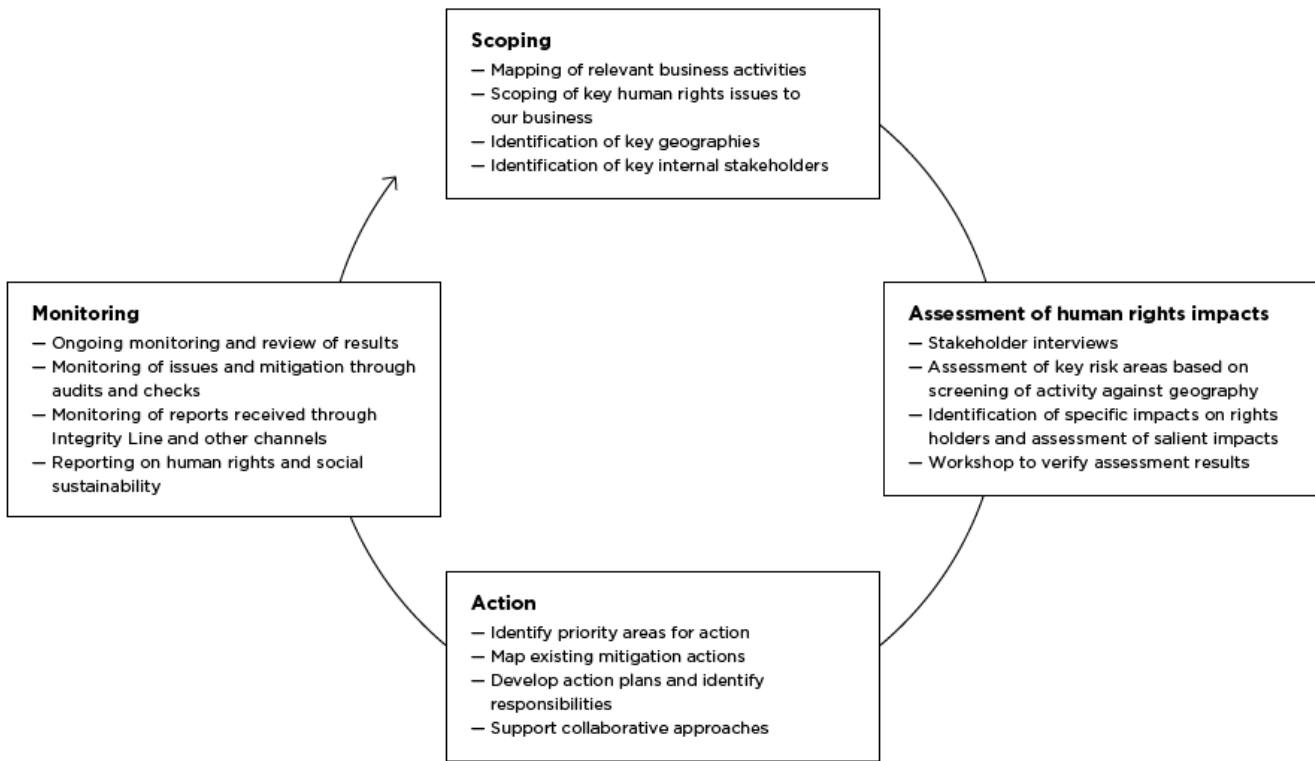 Scoping
— Mapping of relevant business activities
— Scoping of key human rights issues to
our business
— Identification of key geographies
— Identification of key internal stakeholders
Assessment of human rights impacts
— Stakeholder interviews
— Assessment of key risk areas based on
screening of activity against geography
— Identification of specific impacts on rights
holders and assessment of salient impacts
— Workshop to verify assessment results
Action
— Identify priority areas for action
— Map existing mitigation actions
— Develop action plans and identify
responsibilities
— Support collaborative approaches
Monitoring
— Ongoing monitoring and review of results
— Monitoring of issues and mitigation through
audits and checks
— Monitoring of reports received through
Integrity Line and other channels
— Reporting on human rights and social
sustainability